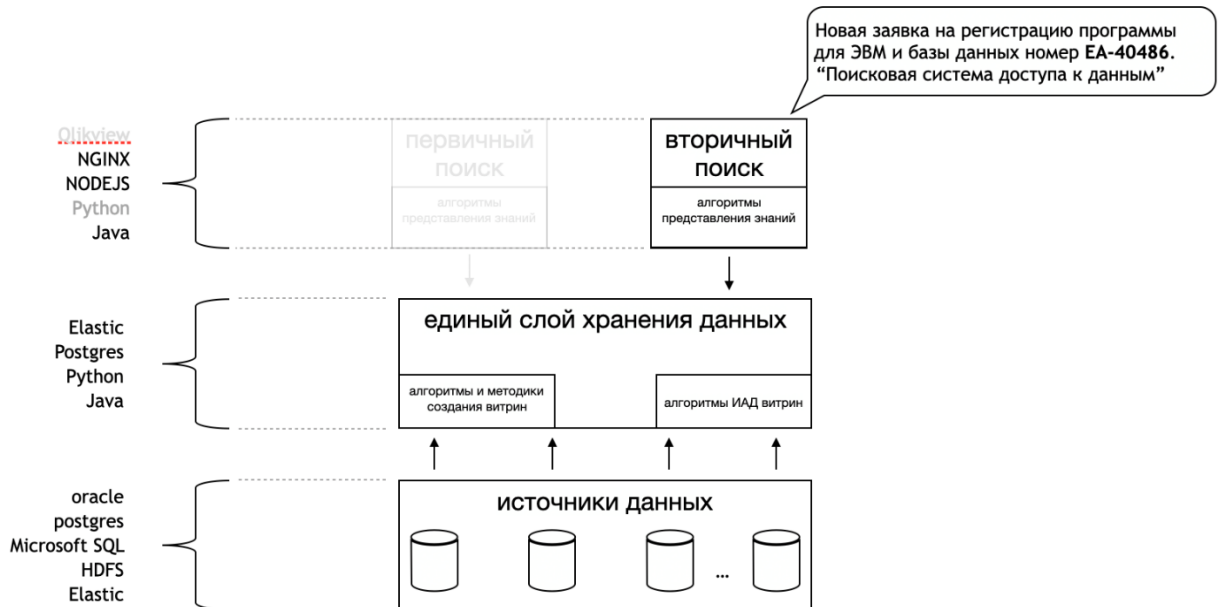 Новая заявка на регистрацию программы
для ЭВМ и базы данных номер EA-40486.
“Поисковая система доступа к данным”
Qlikview
NGINX
NODEJS
Python
Java
первичный
поиск
алгоритмы
представления знаний
вторичный
поиск
алгоритмы
представления знаний
Elastic
Postgres
Python
Java
единый слой хранения данных
алгоритмы и методики
создания витрин
алгоритмы ИАД витрин
oracle
postgres
Microsoft SQL
HDFS
Elastic
источники данных
...